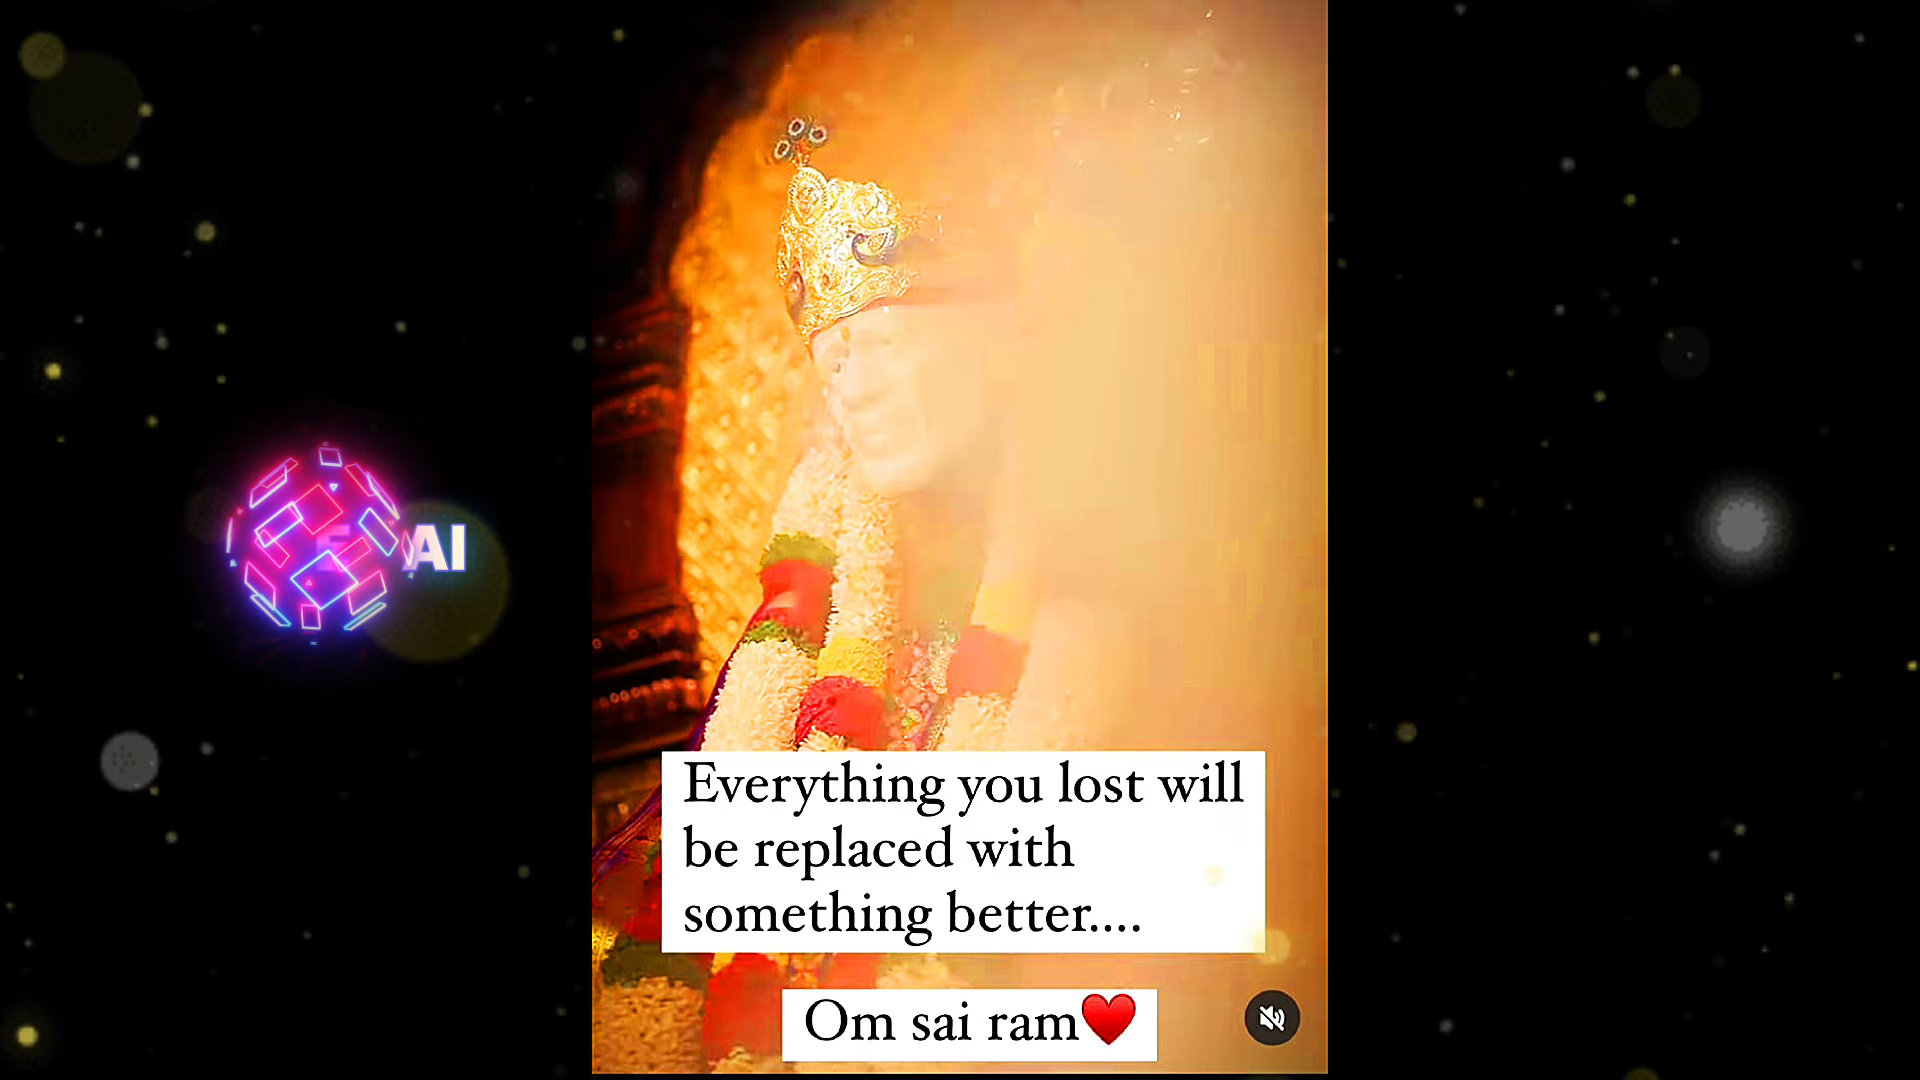 AI
Everything you lost will
be replaced with
something better....
Om sai ram❤️